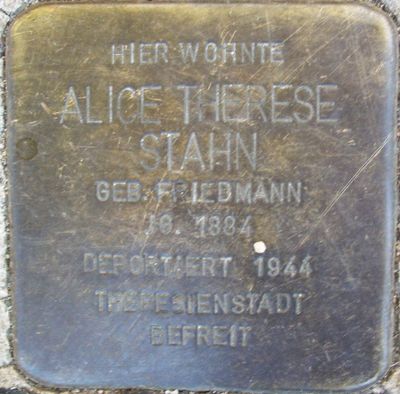 HIER WOHNTE
ALICE THERESE
STAHN
GEB. FRIEDMANN
JG. 1884
DEPORTIERT 1944
THERESIENSTADT
BEFREIT